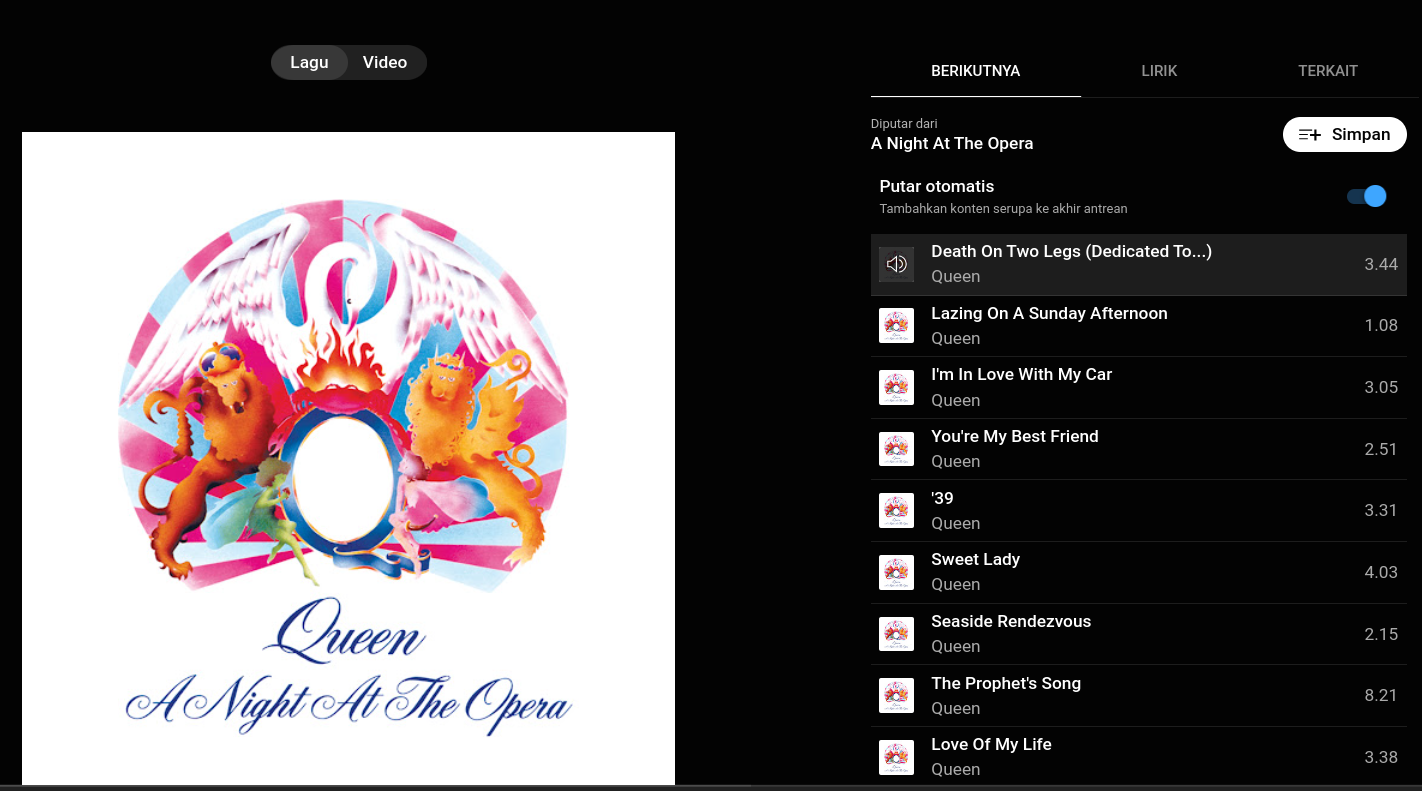 Lagu
Video
BERIKUTNYA
LIRIK
TERKAIT
Diputar dari
A Night At The Opera
Simpan
Putar otomatis
Tambahkan konten serupa ke akhir antrean
Death On Two Legs (Dedicated To...)
Queen
3.44
Lazing On A Sunday Afternoon
Queen
1.08
I'm In Love With My Car
Queen
3.05
You're My Best Friend
Queen
2.51
'39
Queen
3.31
Sweet Lady
Queen
4.03
Seaside Rendezvous
Queen
2.15
The Prophet's Song
Queen
8.21
Love Of My Life
Queen
3.38
Queen
A Night At The Opera